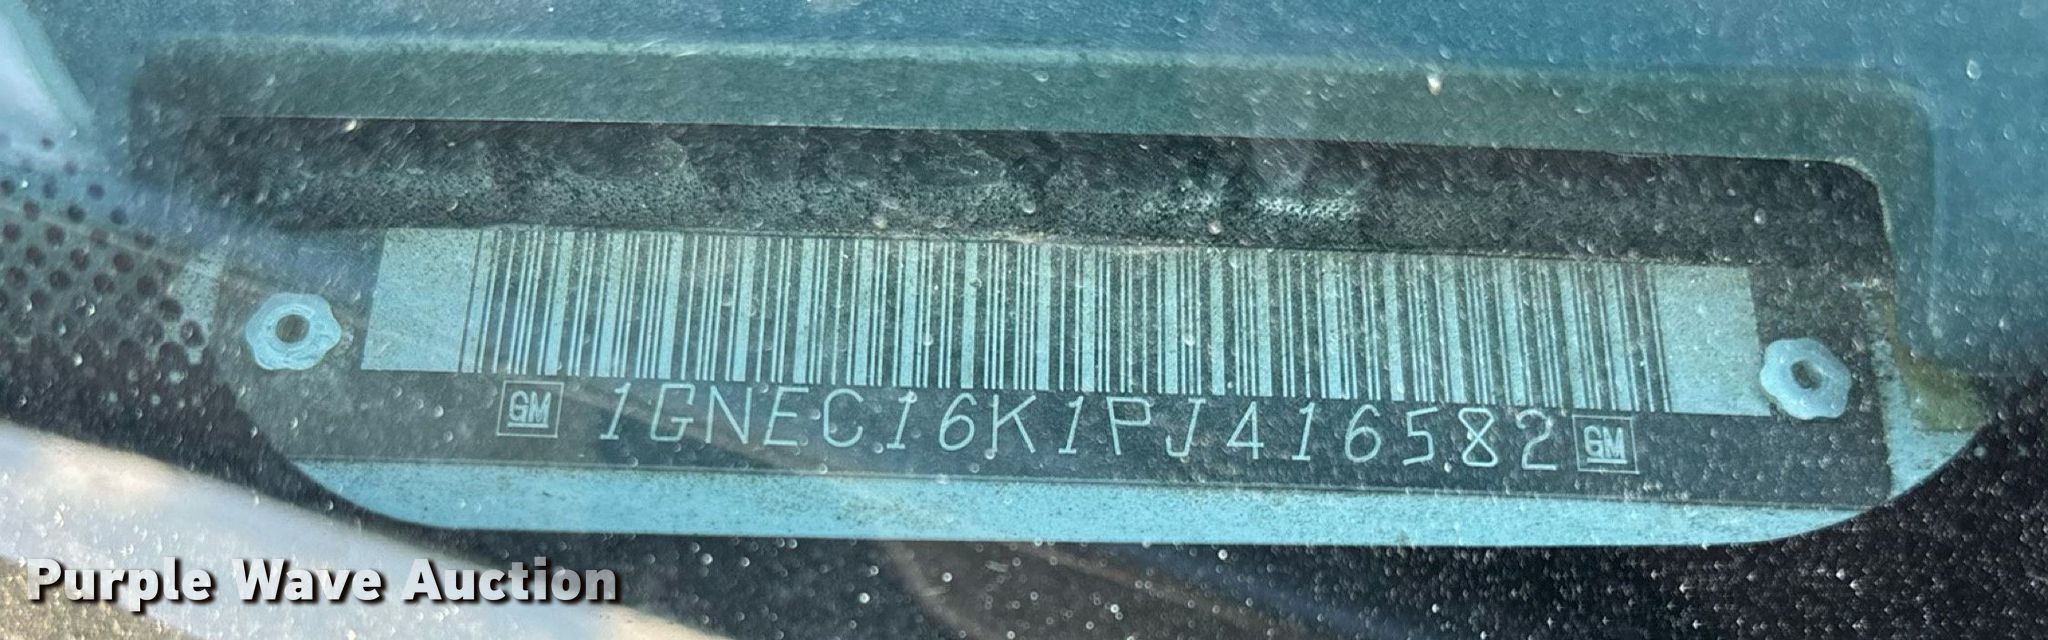 GM 1GNEC16K1PJ416582 GM
Purple Wave Auction